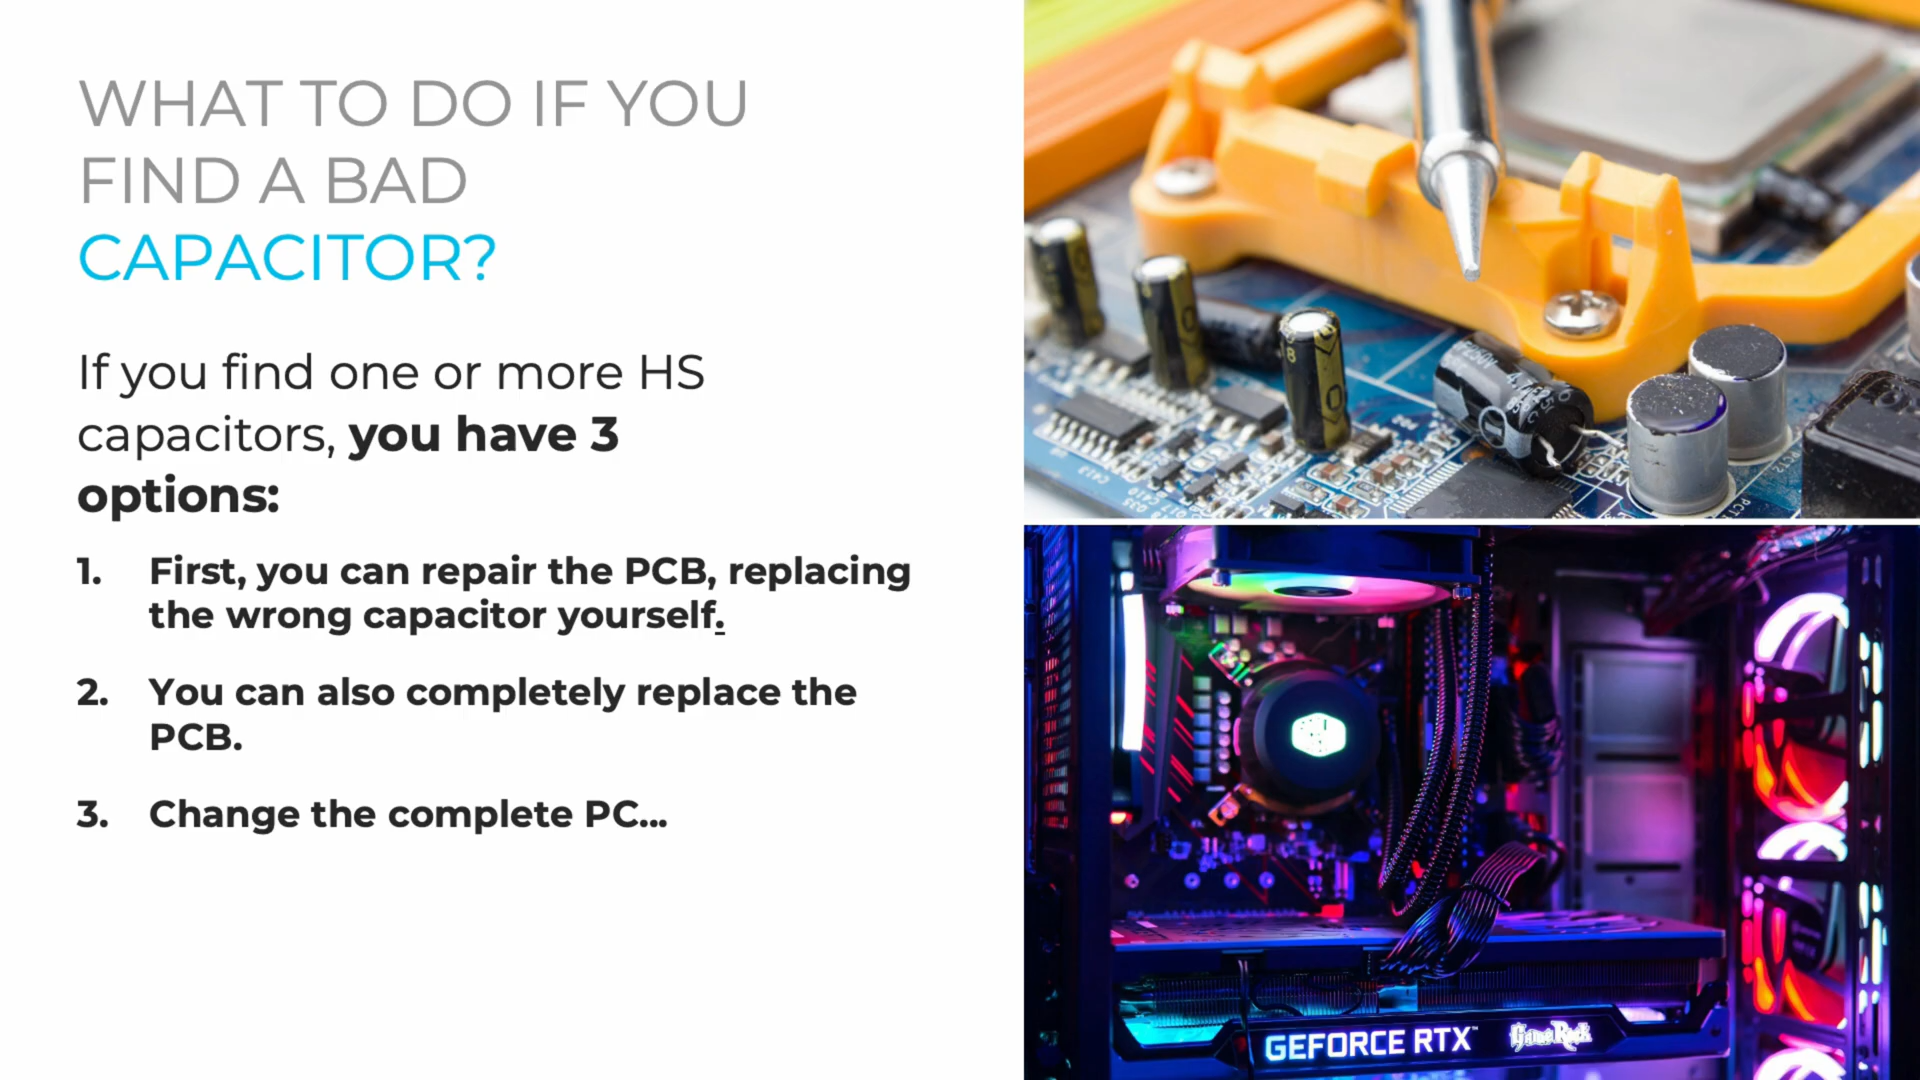 WHAT TO DO IF YOU
FIND A BAD
CAPACITOR?
If you find one or more HS
capacitors, you have 3
options:
1. First, you can repair the PCB, replacing
the wrong capacitor yourself.
2. You can also completely replace the
PCB.
3. Change the complete PC...
GEFORCE RTX™ GameRock